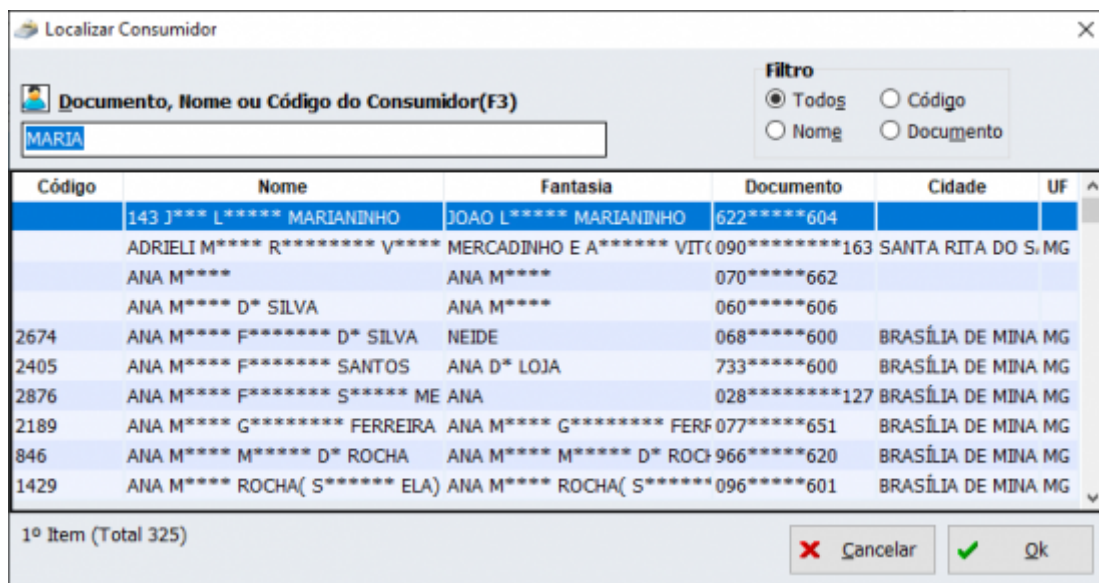 Localizar Consumidor
Filtro
Documento, Nome ou Código do Consumidor(F3)
Todos Código
MARIA
Nome Documento
Código Nome Fantasia Documento Cidade UF
143 J*** L***** MARIANINHO JOAO L***** MARIANINHO 622*****604
ADRIELI M**** R******** V**** MERCADINHO E A****** VITO 090********163 SANTA RITA DO SA MG
ANA M**** ANA M**** 070*****662
ANA M**** D* SILVA ANA M**** 060*****606
2674 ANA M**** F******* D* SILVA NEIDE 068*****600 BRASÍLIA DE MINA MG
2405 ANA M**** F******* SANTOS ANA D* LOJA 733*****600 BRASÍLIA DE MINA MG
2876 ANA M**** F******* S***** ME ANA 028********127 BRASÍLIA DE MINA MG
2189 ANA M**** G******** FERREIRA ANA M**** G******** FERR 077*****651 BRASÍLIA DE MINA MG
846 ANA M**** M***** D* ROCHA ANA M**** M***** D* ROCH 966*****620 BRASÍLIA DE MINA MG
1429 ANA M**** ROCHA( S****** ELA) ANA M**** ROCHA( S****** 096*****601 BRASÍLIA DE MINA MG
1º Item (Total 325)
Cancelar Ok